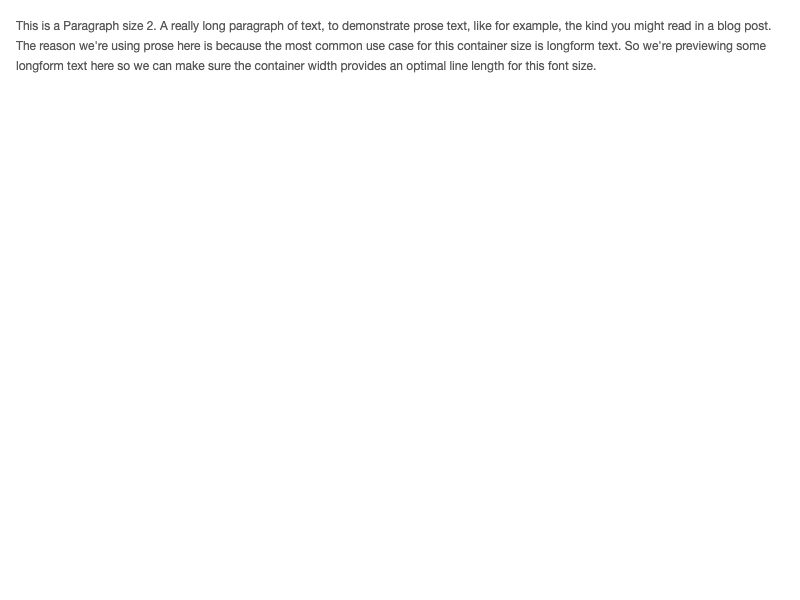 This is a Paragraph size 2. A really long paragraph of text, to demonstrate prose text, like for example, the kind you might read in a blog post.
The reason we're using prose here is because the most common use case for this container size is longform text. So we're previewing some
longform text here so we can make sure the container width provides an optimal line length for this font size.